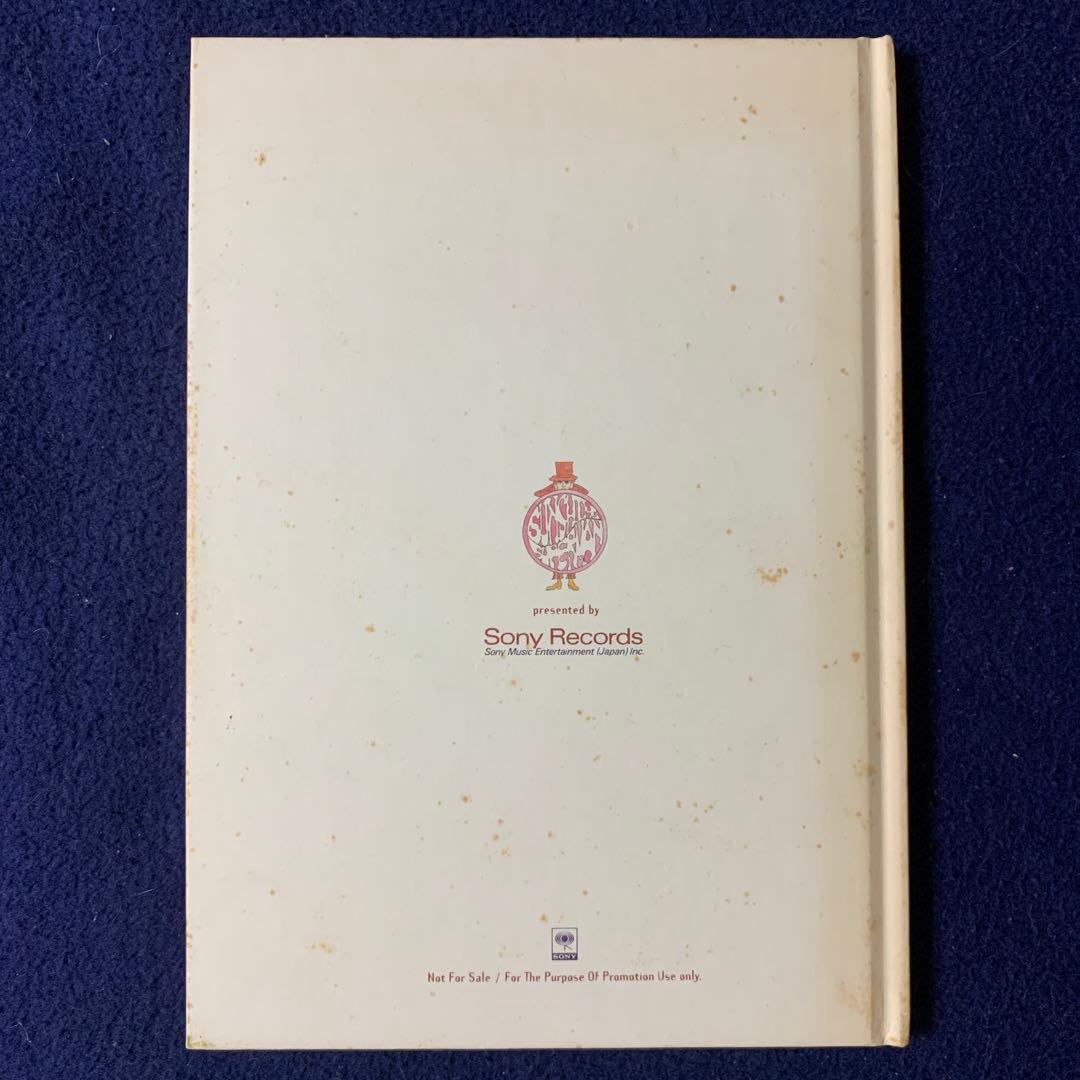 presented by
Sony Records
Sony Music Entertainment (Japan) Inc.
SONY
Not For Sale / For The Purpose Of Promotion Use only.